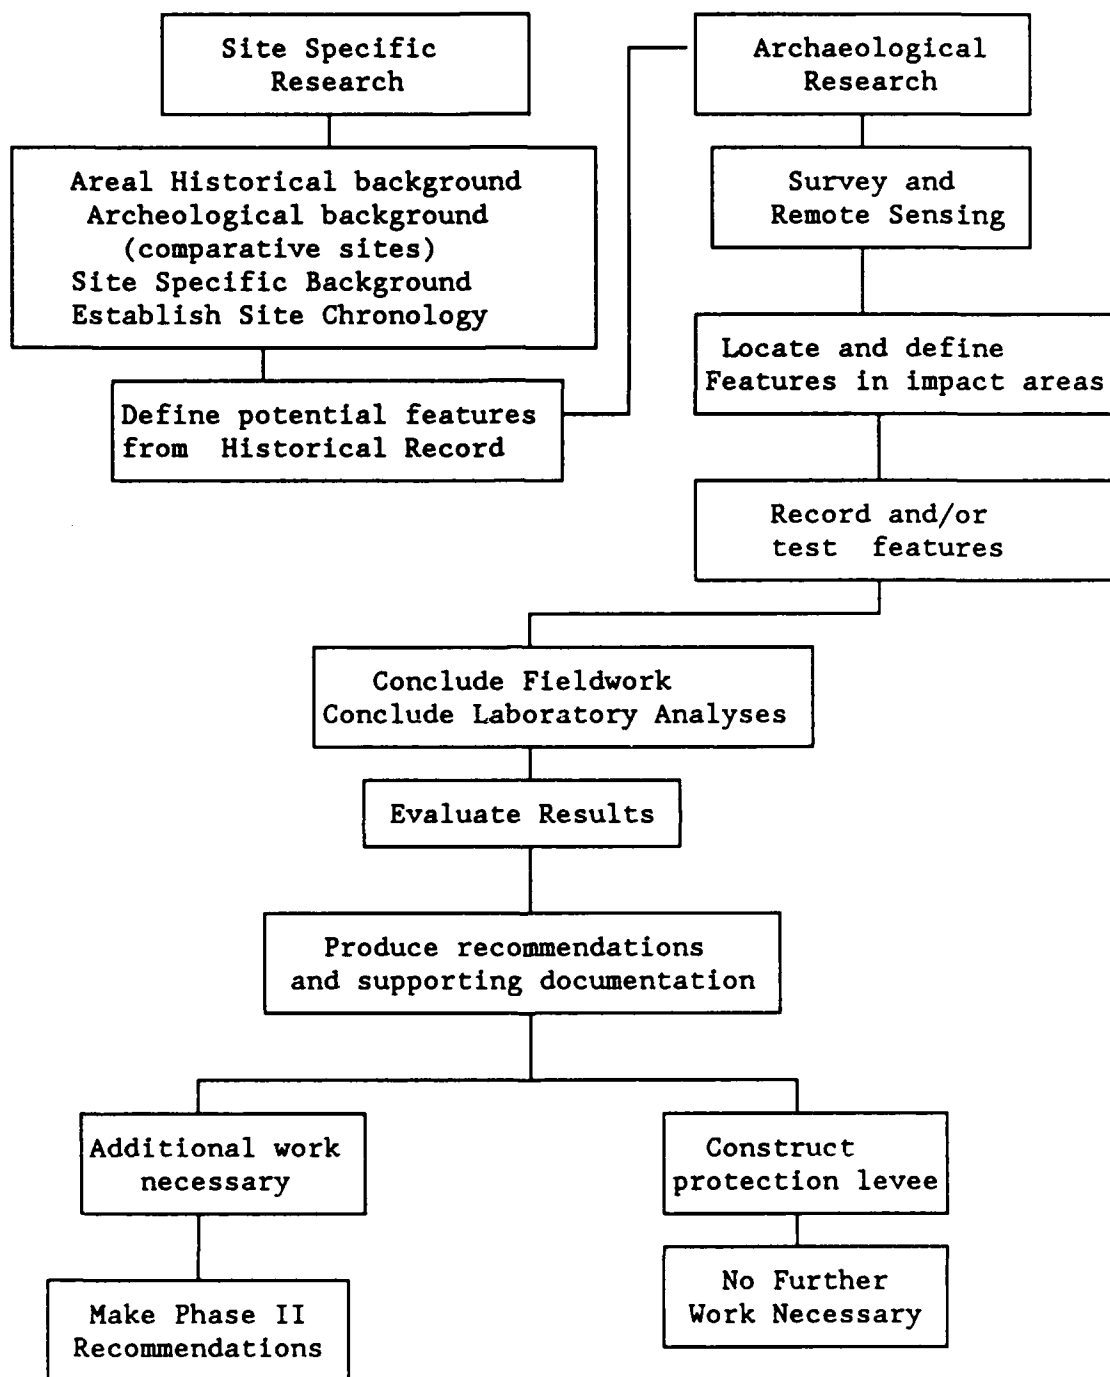 Site Specific
Research
Areal Historical background
Archeological background
(comparative sites)
Site Specific Background
Establish Site Chronology
Define potential features
from Historical Record
Archaeological
Research
Survey and
Remote Sensing
Locate and define
Features in impact areas
Record and/or
test features
Conclude Fieldwork
Conclude Laboratory Analyses
Evaluate Results
Produce recommendations
and supporting documentation
Additional work
necessary
Make Phase II
Recommendations
Construct
protection levee
No Further
Work Necessary